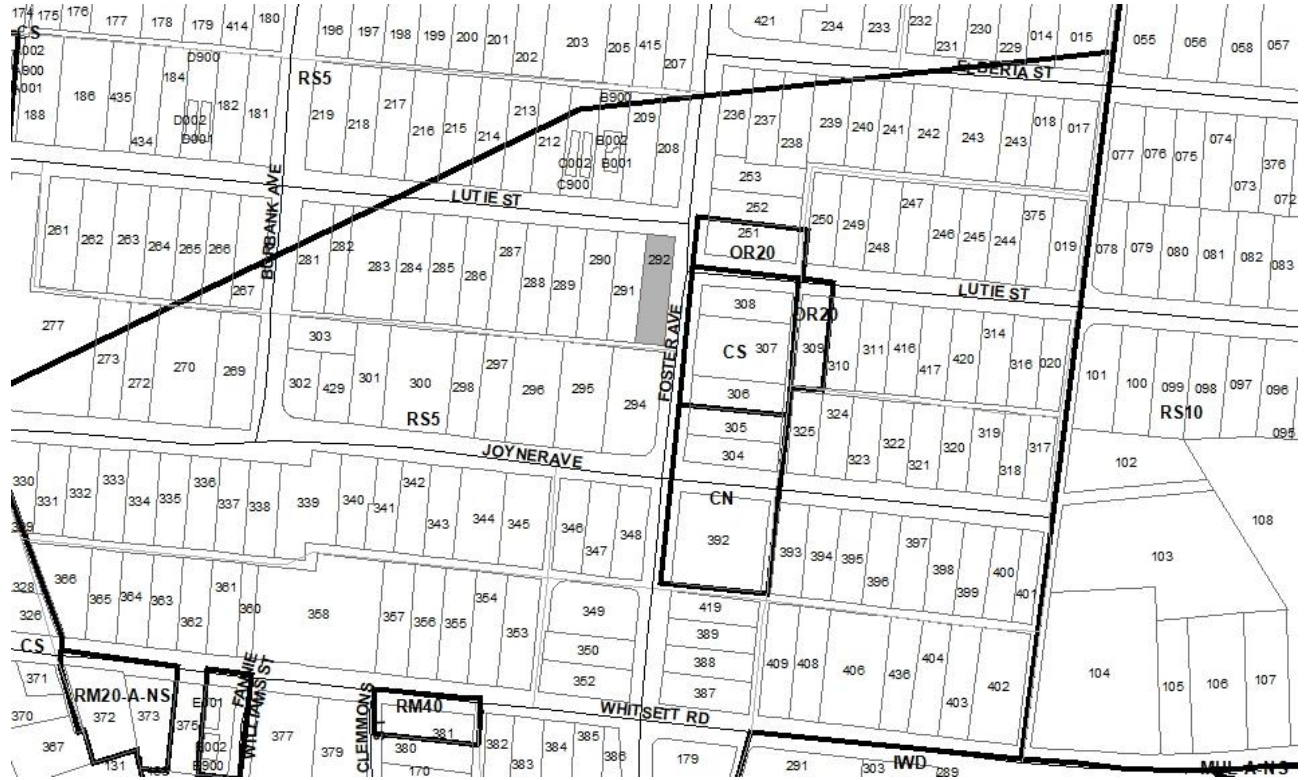 174 175 176 177 178 179 414 180 196 197 198 199 200 201 202 203 205 415 207 421 234 233 232 231 230 229 014 015 055 056 058 057
CS
A900
184 D900
RS5
ELBERIA ST
188 186 435 434 D002 D001 182 181 219 218 217 216 215 214 213 212 C002 C900 B900 B002 B001 209 208 236 237 238 239 240 241 242 243 243 018 017 077 076 075 074 073 376 072
253
252
LUTIE ST
BURBANK AVE
261 262 263 264 265 266 267 281 282 283 284 285 286 287 288 289 290 291 292 251 250 249 248 247 246 245 244 375 019 078 079 080 081 082 083
OR20
LUTIE ST
FOSTER AVE
277 273 272 270 269 303 302 429 301 300 298 297 296 295 294
308
OR20
CS
307 309 310 311 416 417 420 314 316 020 101 100 099 098 097 096 095
306
RS5
RS10
305
304
325 324 323 322 321 320 319 318 317 102
JOYNER AVE
CN
108
330 331 332 333 334 335 336 337 338 339 340 341 342 343 344 345 346 347 348 392 393 394 395 396 397 398 399 400 401 103
328 326 366 365 364 363 362 361 360 358 357 356 355 354 353 349 419
389
350
388
352
387
409 408 406 436 404 403 402 104 105 106 107
CS
371 370 367
RM20-A-NS
372 373 375 131
E001
B900
FANNIE WILLIAMS ST
377 379
CLEMMONS ST
RM40
381 380 170 382 383 384 385 386
WHITSETT RD
179 291 303 289
IWD
MUL-A-NS